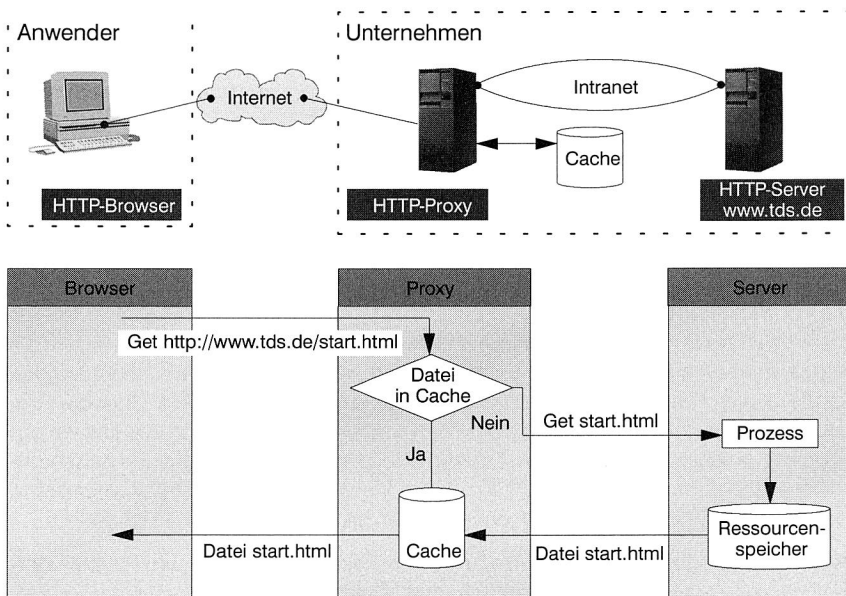 Anwender
Unternehmen
Internet
Intranet
Cache
HTTP-Browser
HTTP-Proxy
HTTP-Server
www.tds.de
Browser
Proxy
Server
Get http://www.tds.de/start.html
Datei
in Cache
Nein
Get start.html
Prozess
Ja
Cache
Ressourcen-
speicher
Datei start.html
Datei start.html